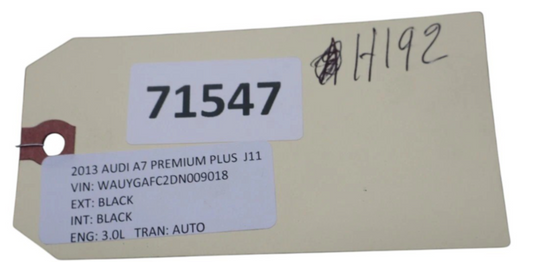 H192
71547
2013 AUDI A7 PREMIUM PLUS J11
VIN: WAUYGAFC2DN009018
EXT: BLACK
INT: BLACK
ENG: 3.0L TRAN: AUTO